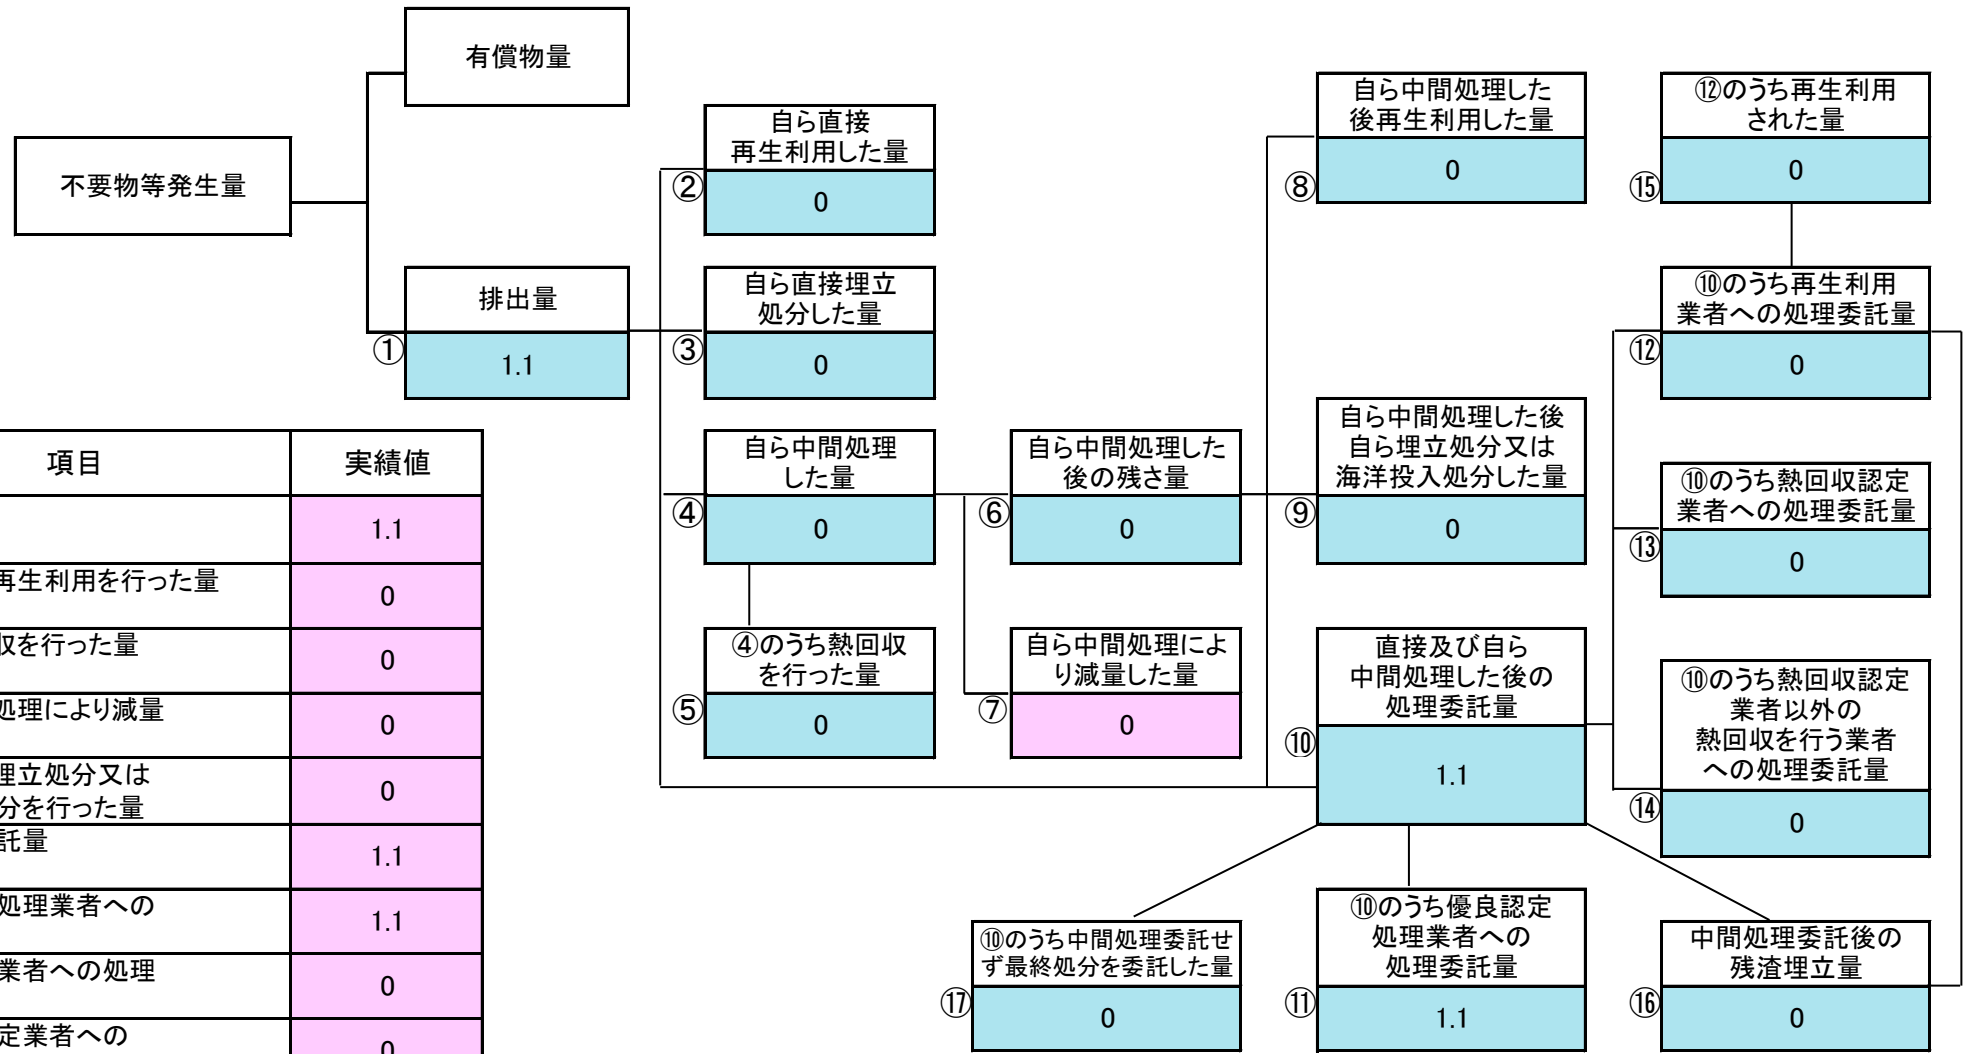 有償物量
不要物等発生量
排出量
①
1.1
自ら直接
再生利用した量
②
0
自ら直接埋立
処分した量
③
0
自ら中間処理
した量
④
0
④のうち熱回収
を行った量
⑤
0
自ら中間処理した
後の残さ量
⑥
0
自ら中間処理によ
り減量した量
⑦
0
自ら中間処理した
後再生利用した量
⑧
0
自ら中間処理した後
自ら埋立処分又は
海洋投入処分した量
⑨
0
直接及び自ら
中間処理した後の
処理委託量
⑩
1.1
⑫のうち再生利用
された量
⑮
0
⑩のうち再生利用
業者への処理委託量
⑫
0
⑩のうち熱回収認定
業者への処理委託量
⑬
0
⑩のうち熱回収認定
業者以外の
熱回収を行う業者
への処理委託量
⑭
0
⑩のうち中間処理委託せ
ず最終処分を委託した量
⑰
0
⑩のうち優良認定
処理業者への
処理委託量
⑪
1.1
中間処理委託後の
残渣埋立量
⑯
0
項目 実績値
1.1
再生利用を行った量
0
収を行った量
0
処理により減量
0
埋立処分又は
分を行った量
0
託量
1.1
処理業者への
1.1
業者への処理
0
定業者への
0